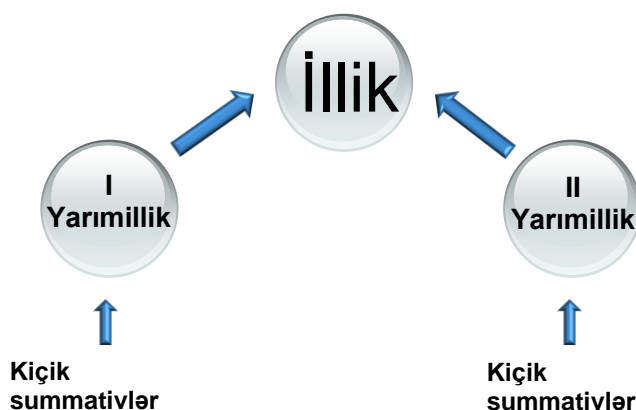 İllik
I
Yarımillik
II
Yarımillik
Kiçik
summativlər
Kiçik
summativlər